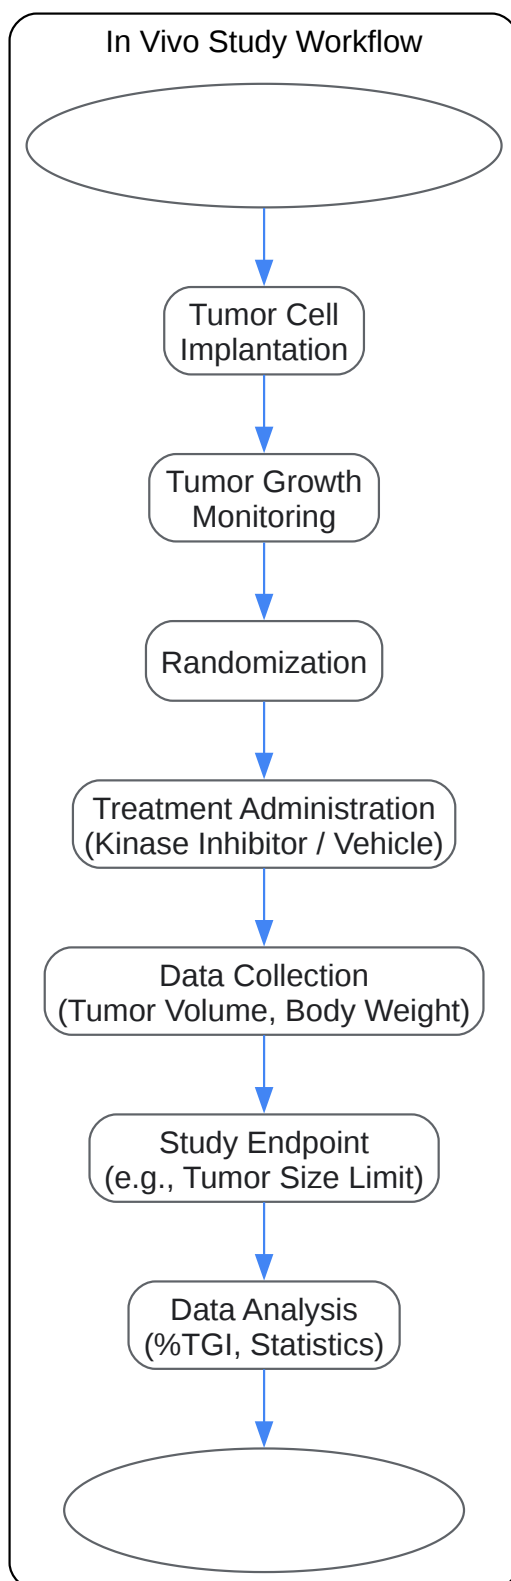 In Vivo Study Workflow
Tumor Cell
Implantation
Tumor Growth
Monitoring
Randomization
Treatment Administration
(Kinase Inhibitor / Vehicle)
Data Collection
(Tumor Volume, Body Weight)
Study Endpoint
(e.g., Tumor Size Limit)
Data Analysis
(%TGI, Statistics)